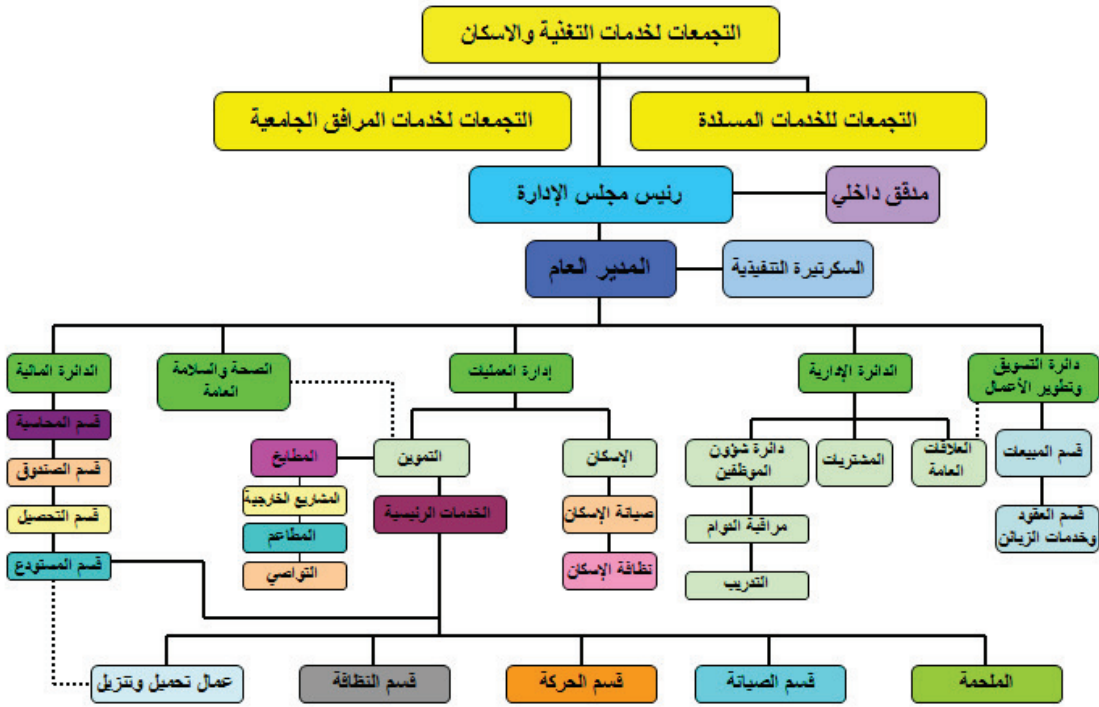 التجمعات لخدمات التغذية والاسكان
التجمعات للخدمات المساندة
التجمعات لخدمات المرافق الجامعية
رئيس مجلس الإدارة
مدقق داخلي
المدير العام
السكرتيرة التنفيذية
دائرة التسويق
وتطوير الأعمال
الدائرة الإدارية
إدارة العمليات
الصحة والسلامة
العامة
الدائرة المالية
قسم المبيعات
قسم العقود
وخدمات الزبائن
العلاقات
العامة
المشتريات
دائرة شؤون
الموظفين
مراقبة الدوام
التدريب
الإسكان
صيانة الإسكان
نظافة الإسكان
التموين
الخدمات الرئيسية
المطابخ
المشاريع الخارجية
المطاعم
التواصي
قسم المحاسبة
قسم الصندوق
قسم التحصيل
قسم المستودع
الملحمة
قسم الصيانة
قسم الحركة
قسم النظافة
عمال تحميل وتنزيل